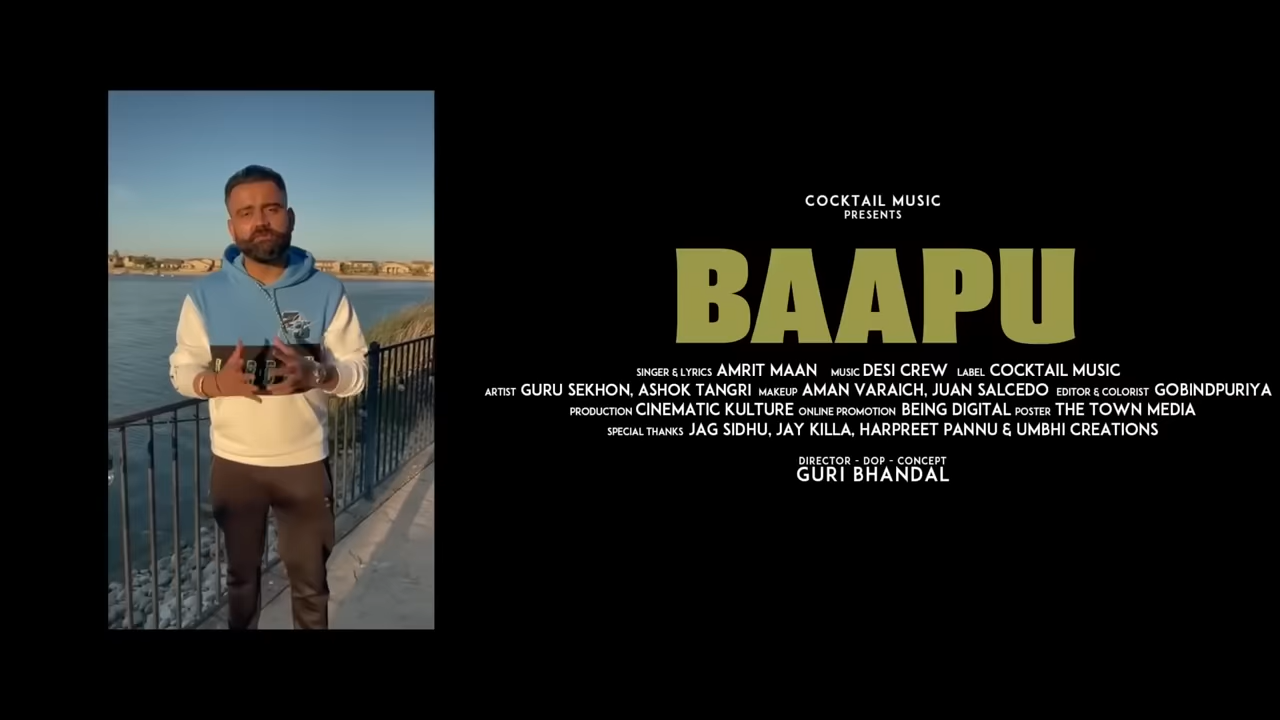 COCKTAIL MUSIC
PRESENTS
BAAPU
SINGER & LYRICS AMRIT MAAN MUSIC DESI CREW LABEL COCKTAIL MUSIC
ARTIST GURU SEKHON, ASHOK TANGRI MAKEUP AMAN VARAICH, JUAN SALCEDO EDITOR & COLORIST GOBINDPURIYA
PRODUCTION CINEMATIC KULTURE ONLINE PROMOTION BEING DIGITAL POSTER THE TOWN MEDIA
SPECIAL THANKS JAG SIDHU, JAY KILLA, HARPREET PANNU & UMBHI CREATIONS
DIRECTOR - DOP - CONCEPT
GURI BHANDAL